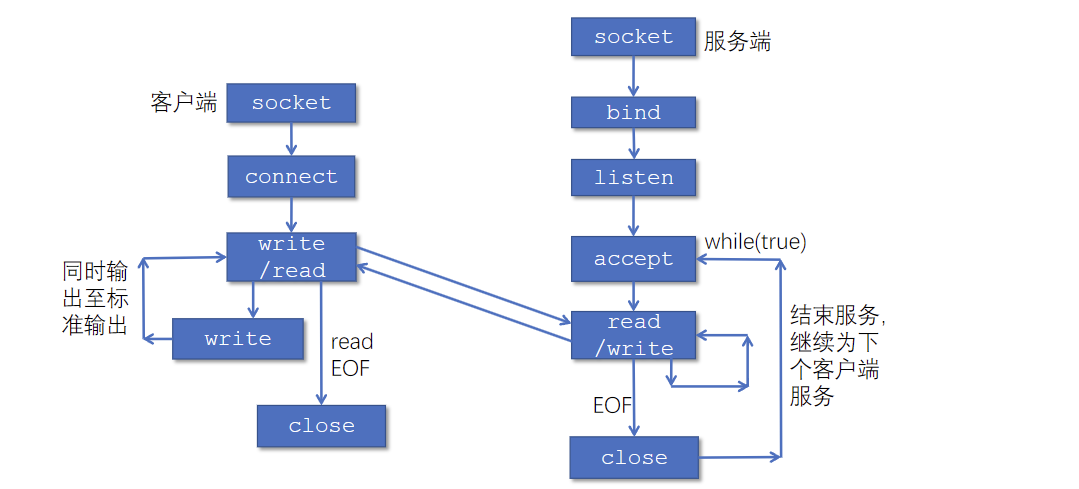 客户端
socket
connect
write
/read
同时输
出至标
准输出
write
read
EOF
close
socket
服务端
bind
listen
accept
while(true)
read
/write
结束服务，
继续为下
个客户端
服务
EOF
close